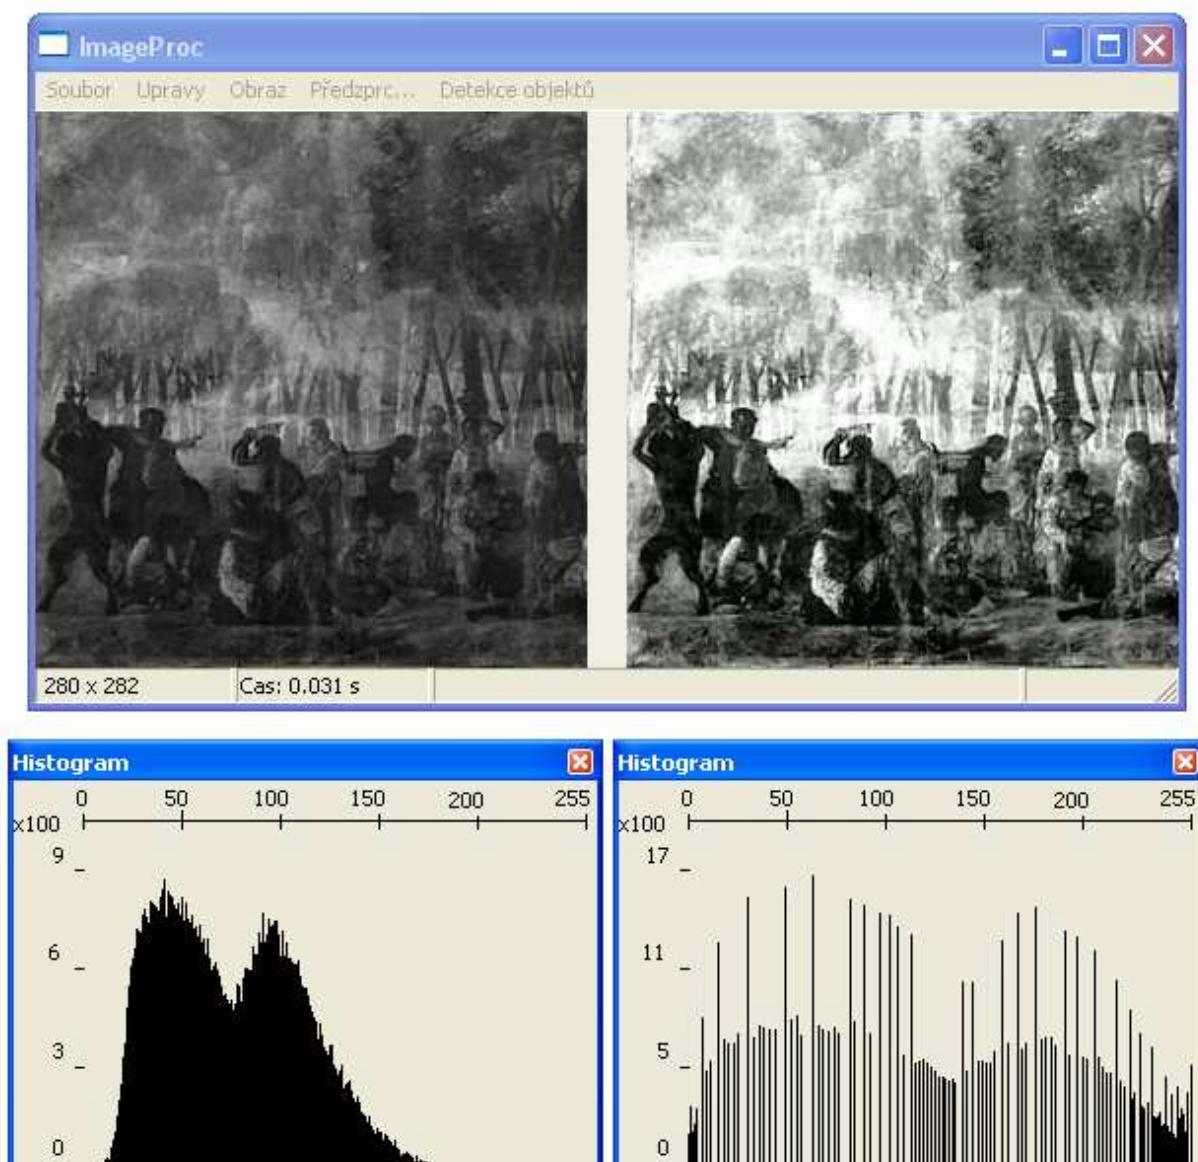 ImageProc
Soubor Upravy Obraz Předzprc... Detekce objektů
280 x 282 Cas: 0.031 s
Histogram
0 50 100 150 200 255
x100
9
6
3
0
Histogram
0 50 100 150 200 255
x100
17
11
5
0